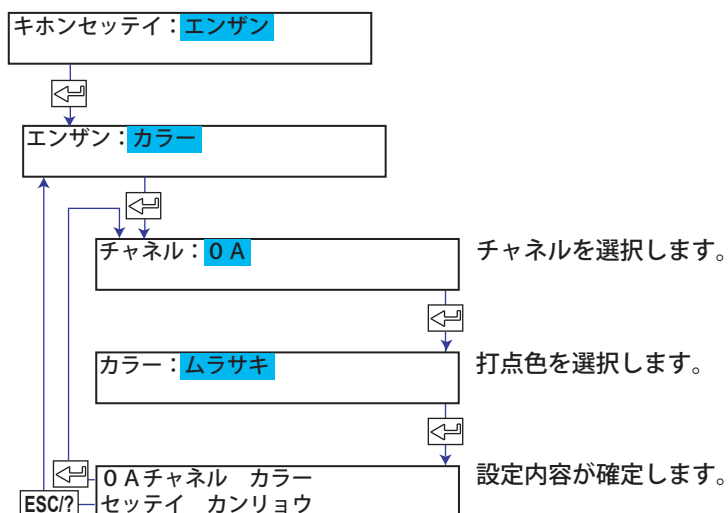 キホンセッテイ：エンザン
エンザン：カラー
チャネル：０Ａ
チャネルを選択します。
カラー：ムラサキ
打点色を選択します。
０Ａチャネル　カラー
設定内容が確定します。
ESC/?
セッテイ　カンリョウ